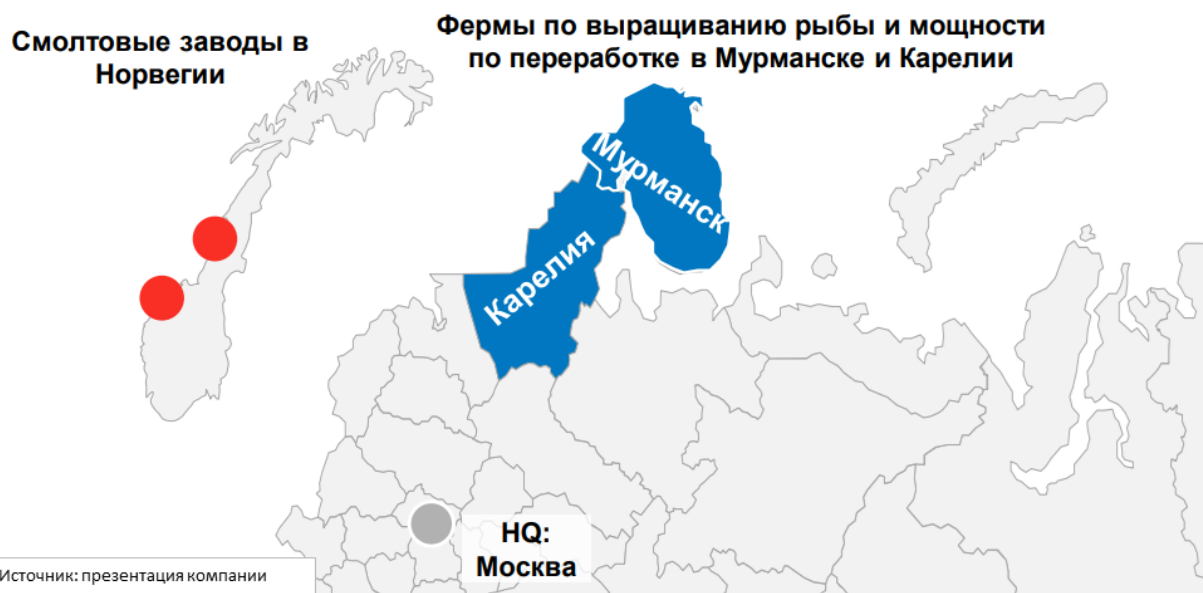 Смолтовые заводы в
Норвегии
Фермы по выращиванию рыбы и мощности
по переработке в Мурманске и Карелии
Мурманск
Карелия
HQ:
Москва
Источник: презентация компании